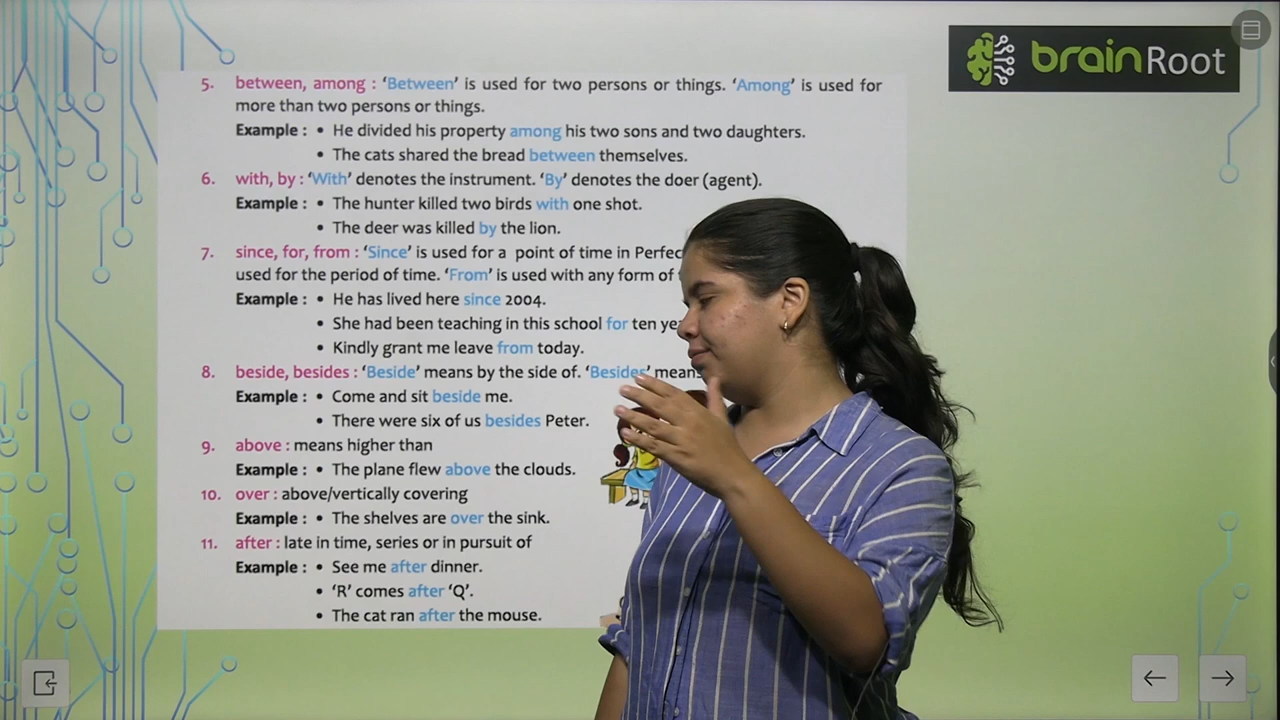 brainRoot
5. between, among : ‘Between’ is used for two persons or things. ‘Among’ is used for
more than two persons or things.
Example : • He divided his property among his two sons and two daughters.
• The cats shared the bread between themselves.
6. with, by : ‘With’ denotes the instrument. ‘By’ denotes the doer (agent).
Example : • The hunter killed two birds with one shot.
• The deer was killed by the lion.
7. since, for, from : ‘Since’ is used for a point of time in
used for the period of time. ‘From’ is used with any form of
Example : • He has lived here since 2004.
• She had been teaching in this school for ten
• Kindly grant me leave from today.
8. beside, besides : ‘Beside’ means by the side of. ‘Besides’ means
Example : • Come and sit beside me.
• There were six of us besides Peter.
9. above : means higher than
Example : • The plane flew above the clouds.
10. over : above/vertically covering
Example : • The shelves are over the sink.
11. after : late in time, series or in pursuit of
Example : • See me after dinner.
• ‘R’ comes after ‘Q’.
• The cat ran after the mouse.